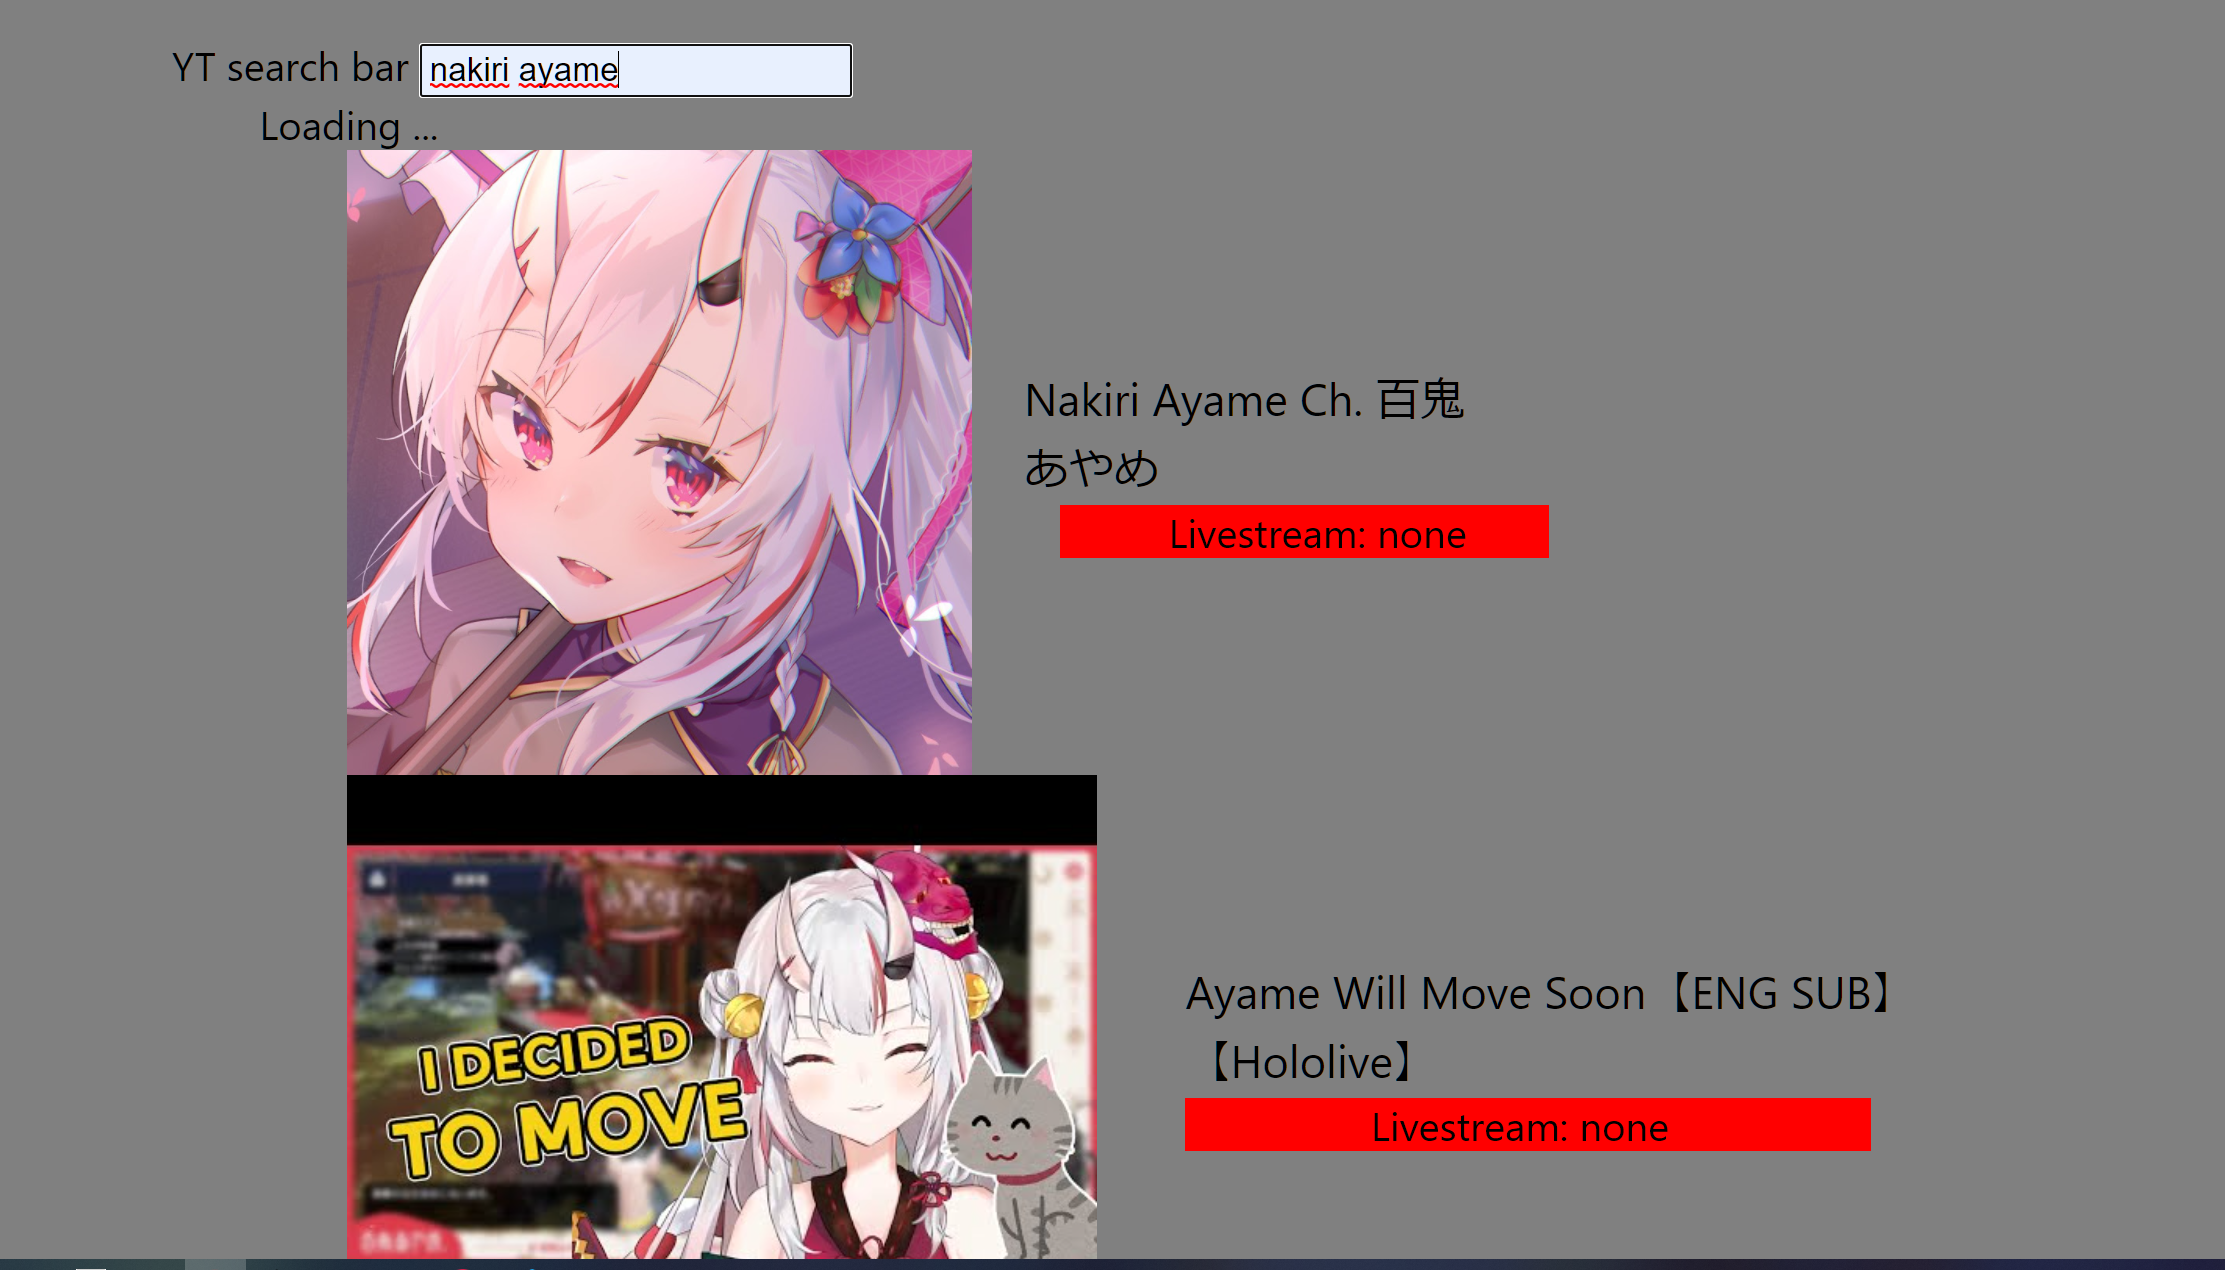 YT search bar nakiri ayame
Loading ...
Nakiri Ayame Ch. 百鬼
あやめ
Livestream: none
I DECIDED
TO MOVE
Ayame Will Move Soon【ENG SUB】
【Hololive】
Livestream: none